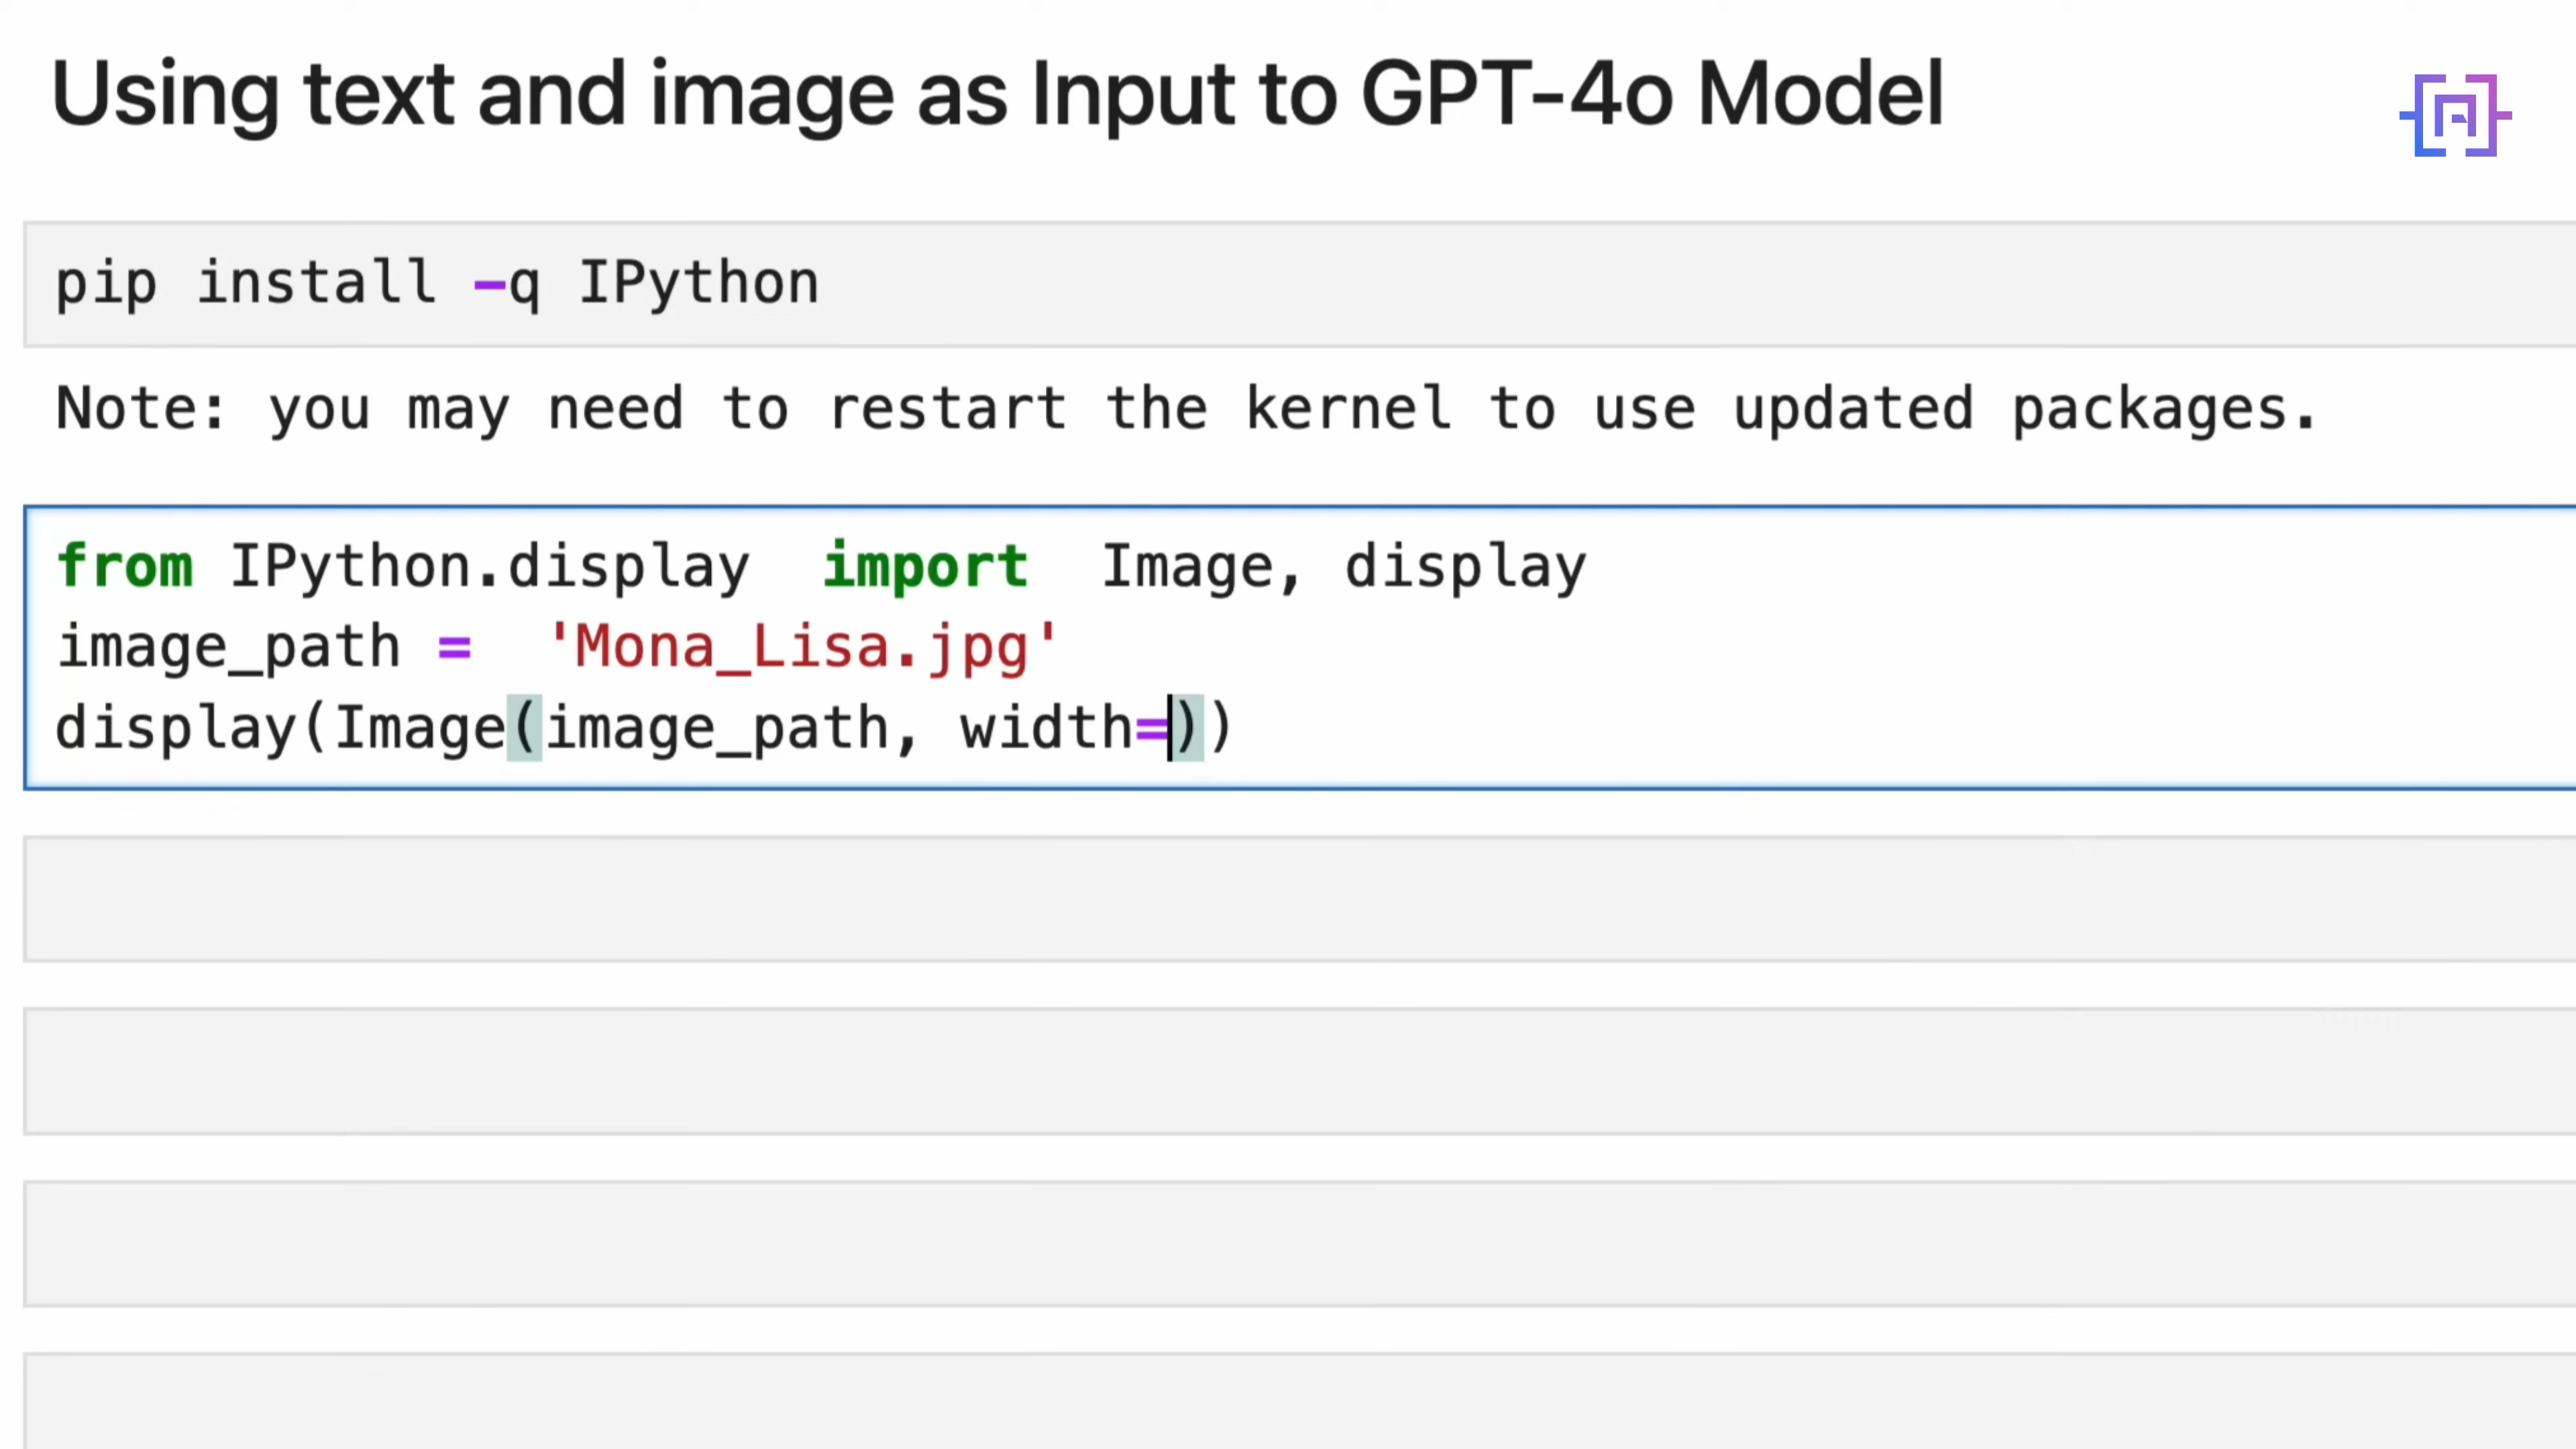 Using text and image as Input to GPT-4o Model
pip install -q IPython
Note: you may need to restart the kernel to use updated packages.
from IPython.display  import  Image, display
image_path =  'Mona_Lisa.jpg'
display(Image(image_path, width=))